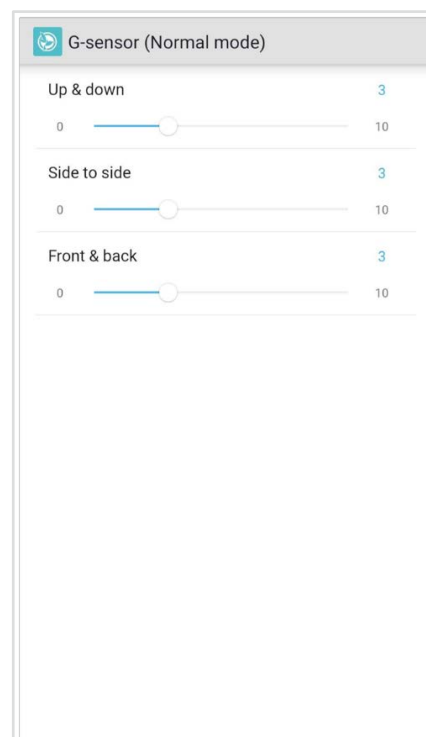 G-sensor (Normal mode)
Up & down 3
0 10
Side to side 3
0 10
Front & back 3
0 10